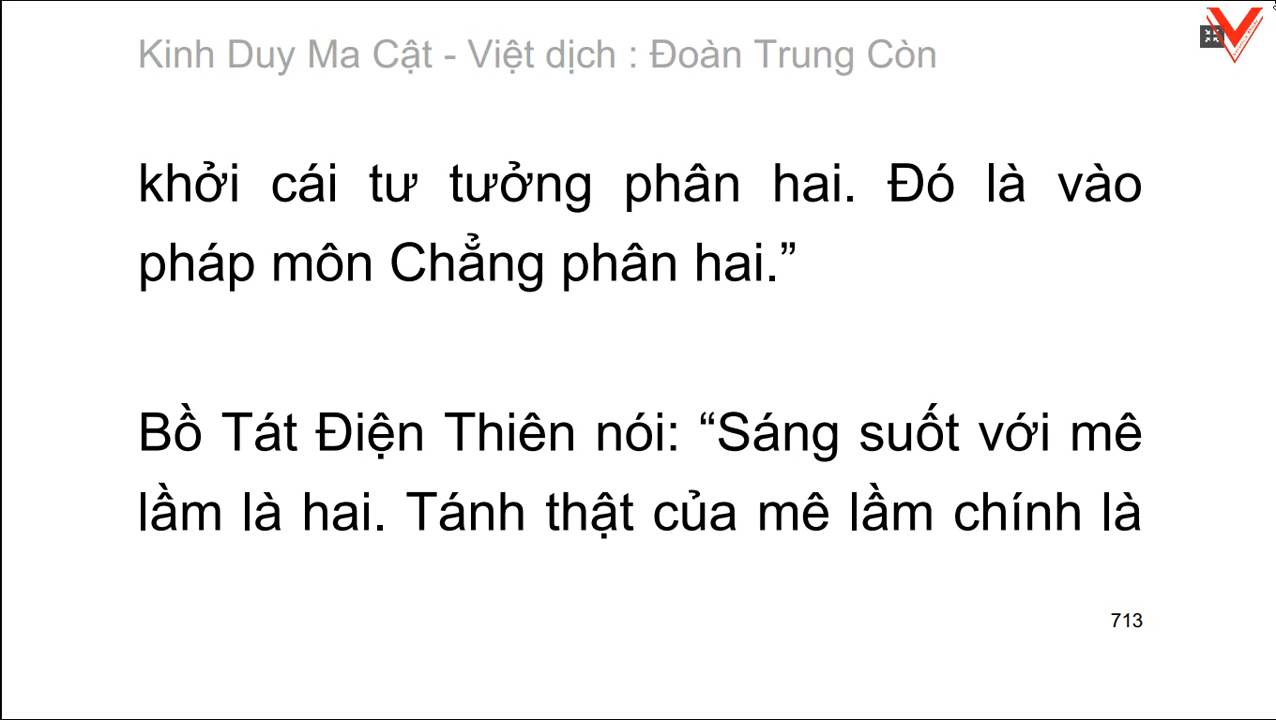 Kinh Duy Ma Cật - Việt dịch : Đoàn Trung Còn
khởi cái tư tưởng phân hai. Đó là vào
pháp môn Chẳng phân hai.”
Bồ Tát Điện Thiên nói: “Sáng suốt với mê
lầm là hai. Tánh thật của mê lầm chính là
713